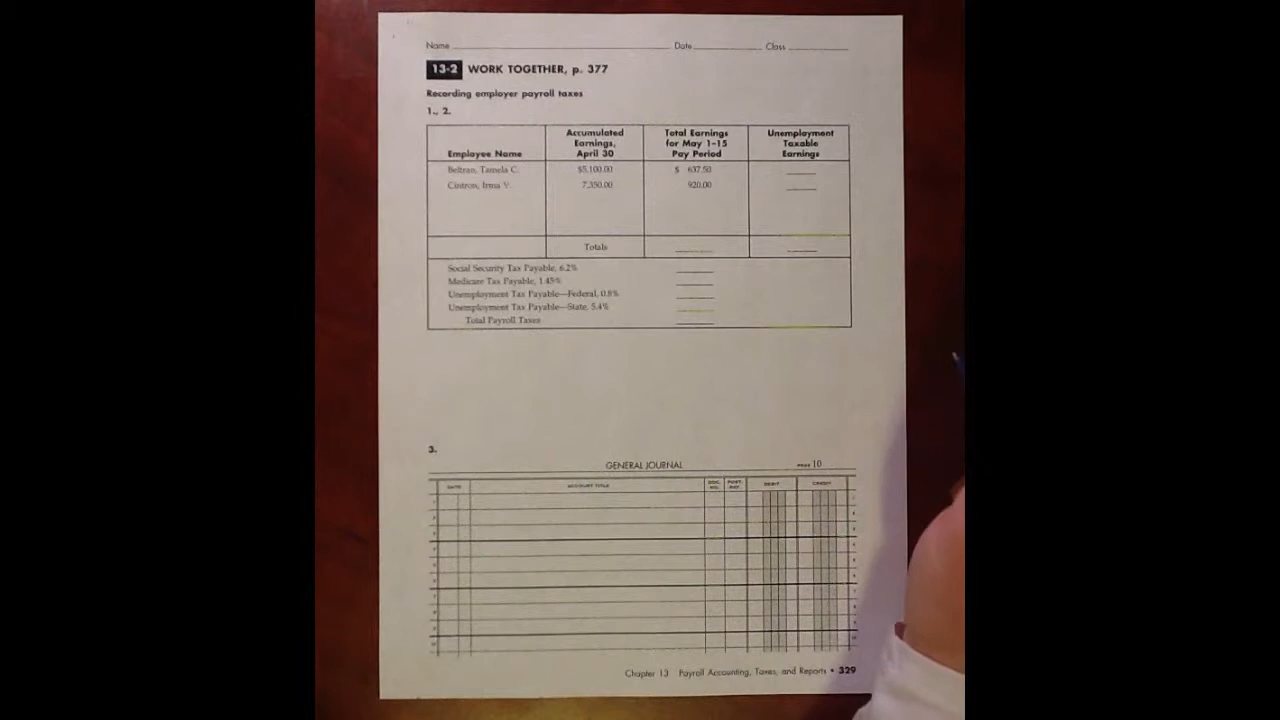 Name Date Class
13-2 WORK TOGETHER, p. 377
Recording employer payroll taxes
1., 2.
Employee Name Accumulated Earnings, April 30 Total Earnings for May 1–15 Pay Period Unemployment Taxable Earnings
Beltran, Tamela C. $5,100.00 $ 637.50
Cintron, Irma V. 7,350.00 920.00
Totals
Social Security Tax Payable, 6.2%
Medicare Tax Payable, 1.45%
Unemployment Tax Payable—Federal, 0.8%
Unemployment Tax Payable—State, 5.4%
Total Payroll Taxes
3.
GENERAL JOURNAL PAGE 10
DATE ACCOUNT TITLE DOC. NO. POST. REF. DEBIT CREDIT
Chapter 13 Payroll Accounting, Taxes, and Reports • 329